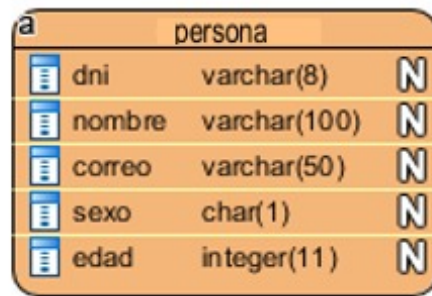 a
persona
dni varchar(8) N
nombre varchar(100) N
correo varchar(50) N
sexo char(1) N
edad integer(11) N